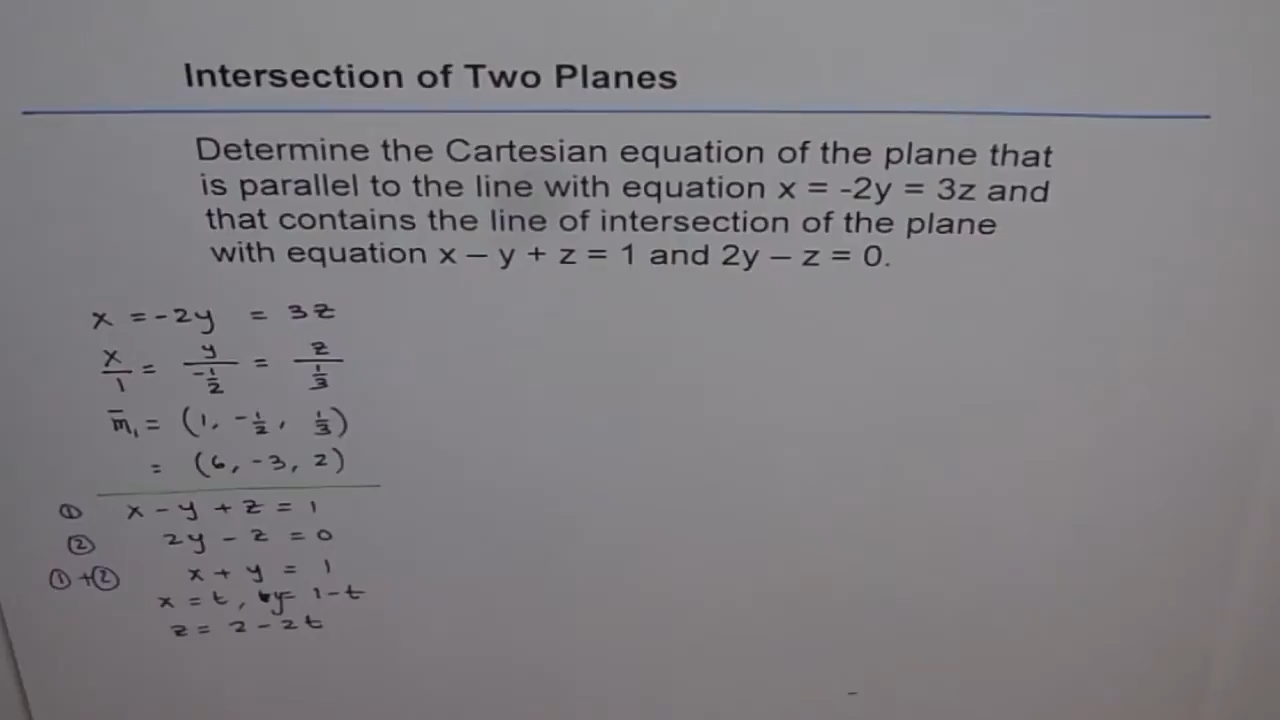 Intersection of Two Planes
Determine the Cartesian equation of the plane that
is parallel to the line with equation x = -2y = 3z and
that contains the line of intersection of the plane
with equation x – y + z = 1 and 2y – z = 0.
x = -2y = 3z
x/1 = y/(-1/2) = z/(1/3)
m̄₁ = (1, -1/2, 1/3)
= (6, -3, 2)
① x - y + z = 1
② 2y - z = 0
① + ② x + y = 1
x = t, y = 1 - t
z = 2 - 2t